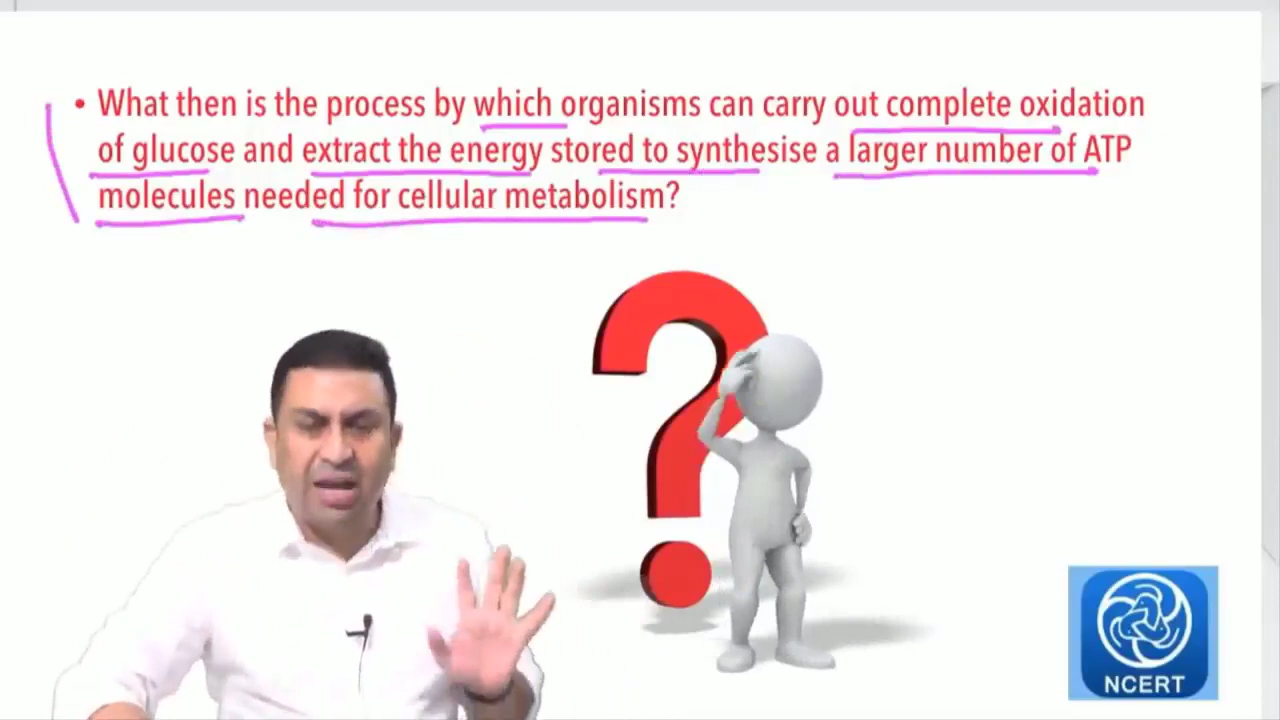 • What then is the process by which organisms can carry out complete oxidation
of glucose and extract the energy stored to synthesise a larger number of ATP
molecules needed for cellular metabolism?
NCERT